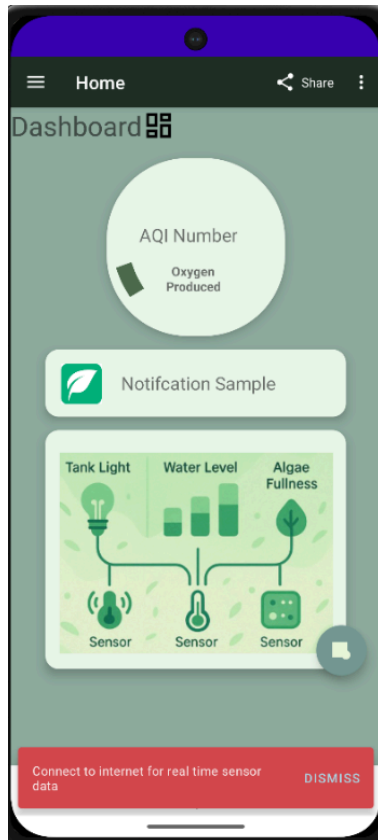 Home
Share
Dashboard
AQI Number
Oxygen
Produced
Notifcation Sample
Tank Light
Water Level
Algae
Fullness
Sensor
Sensor
Sensor
Connect to internet for real time sensor
data
DISMISS